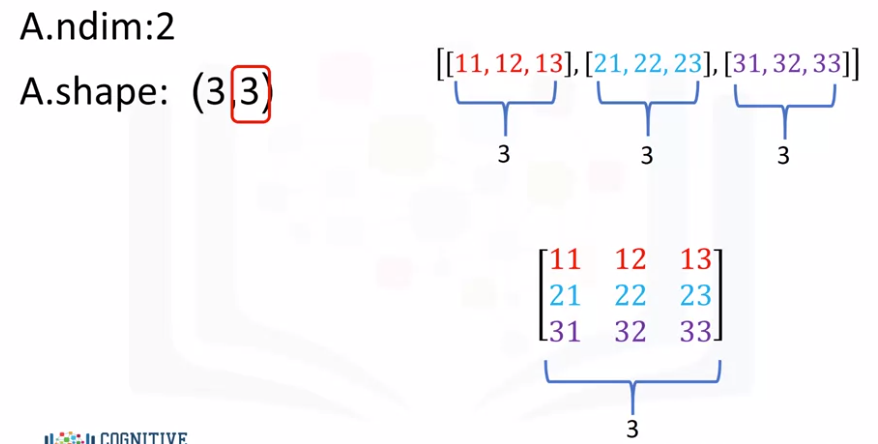 A.ndim:2
A.shape: (3,3)
[[11, 12, 13], [21, 22, 23], [31, 32, 33]]
3 3 3
11 12 13
21 22 23
31 32 33
3
COGNITIVE